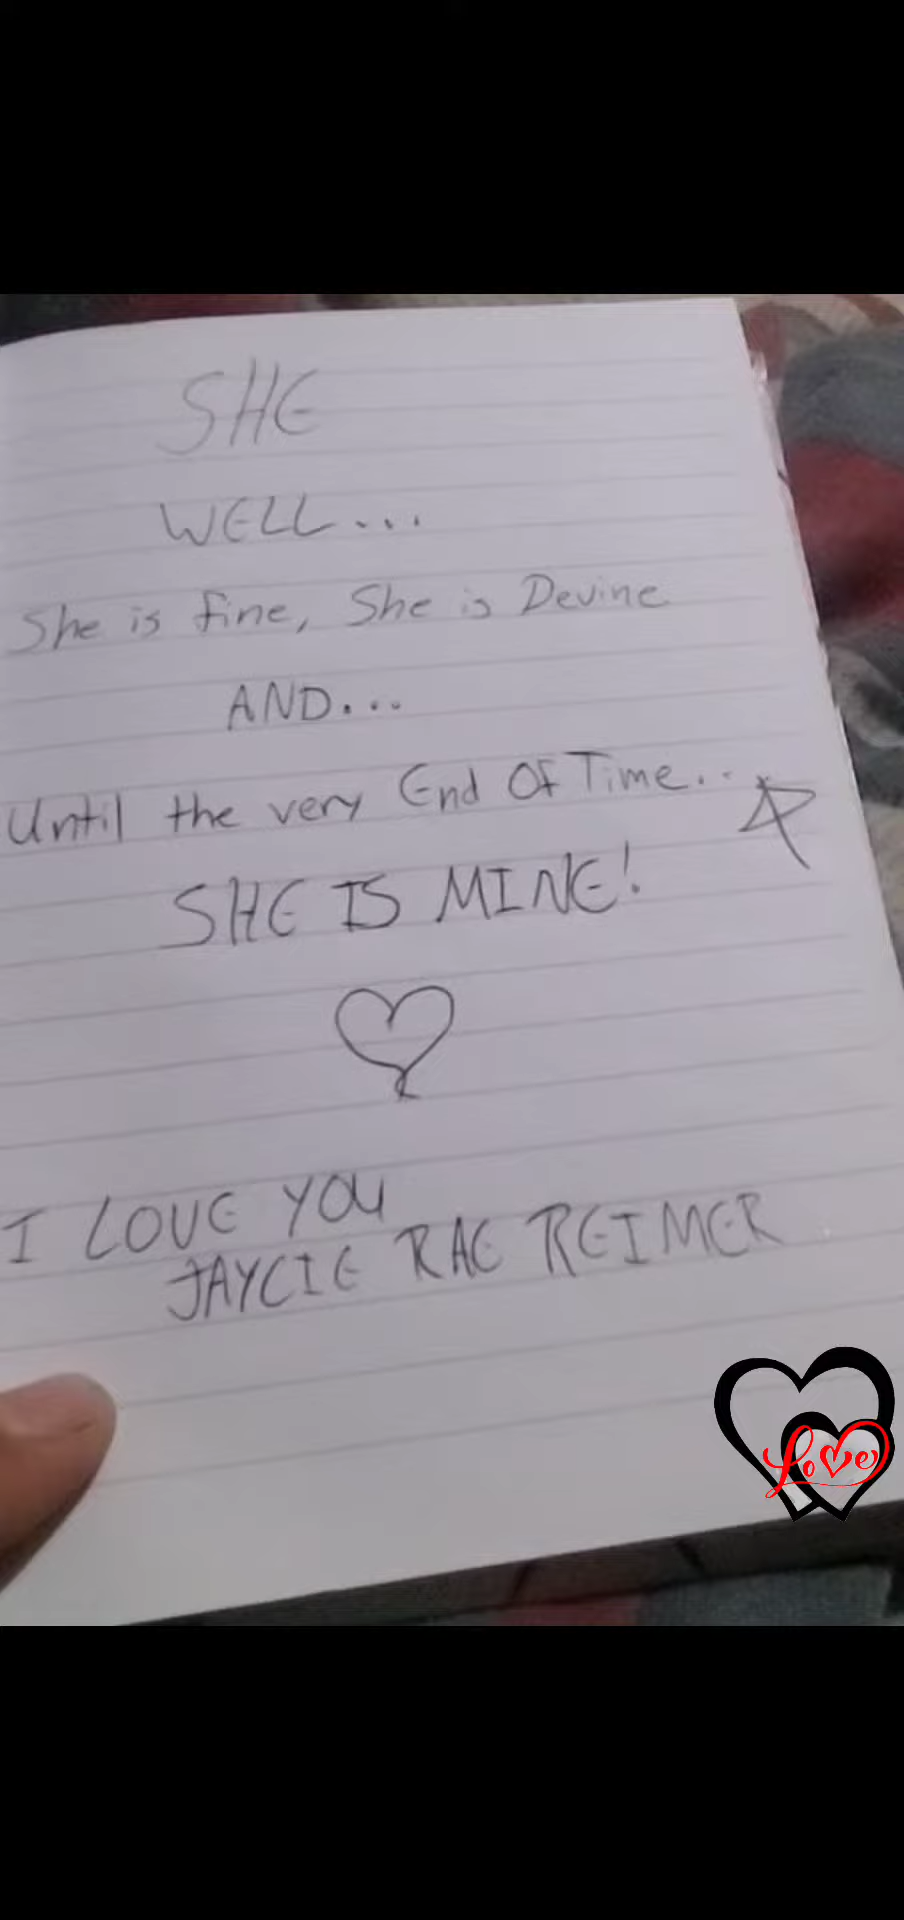 SHE
WELL...
She is fine, She is Devine
AND...
Until the very End Of Time...
SHE IS MINE!
I LOVE YOU
JAYCIE RAE REIMER
Love